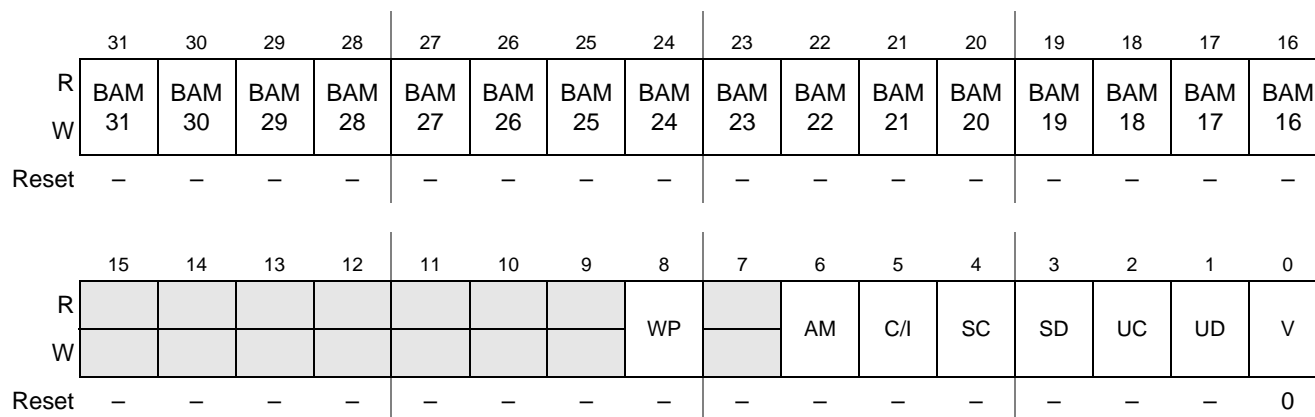 31 30 29 28 27 26 25 24 23 22 21 20 19 18 17 16
R BAM BAM BAM BAM BAM BAM BAM BAM BAM BAM BAM BAM BAM BAM BAM BAM
W 31 30 29 28 27 26 25 24 23 22 21 20 19 18 17 16
Reset – – – – – – – – – – – – – – – –
15 14 13 12 11 10 9 8 7 6 5 4 3 2 1 0
R
WP AM C/I SC SD UC UD V
W
Reset – – – – – – – – – – – – – – – 0